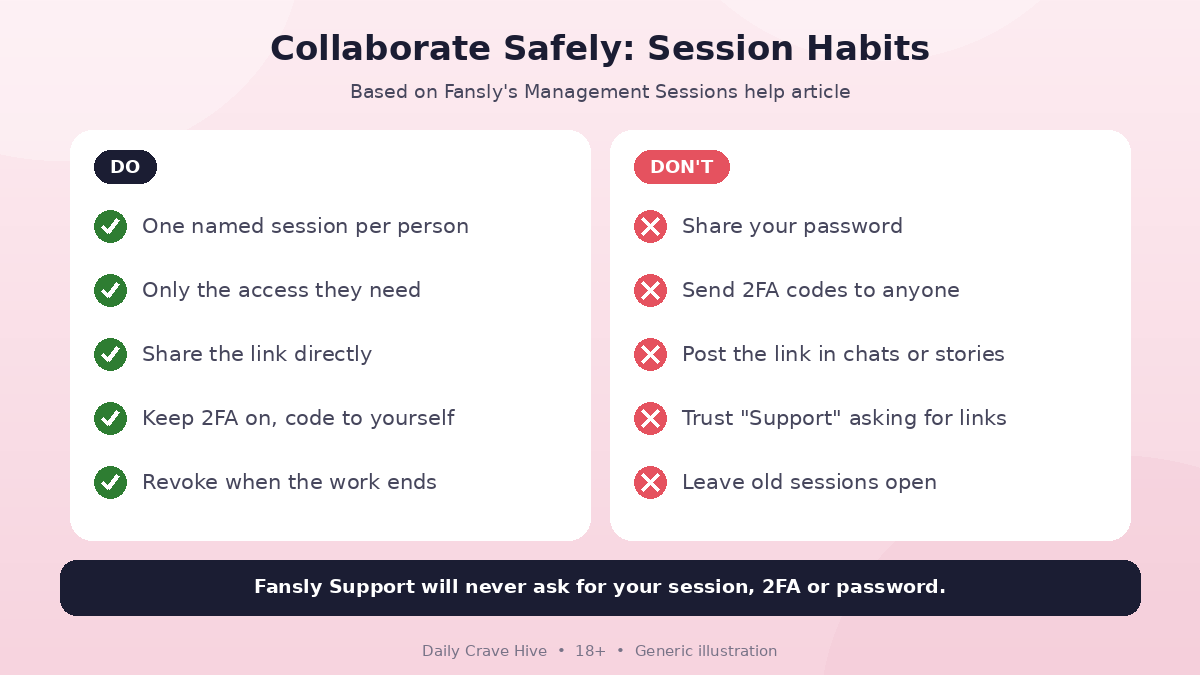 Collaborate Safely: Session Habits
Based on Fansly's Management Sessions help article
DO
One named session per person
Only the access they need
Share the link directly
Keep 2FA on, code to yourself
Revoke when the work ends
DON'T
Share your password
Send 2FA codes to anyone
Post the link in chats or stories
Trust "Support" asking for links
Leave old sessions open
Fansly Support will never ask for your session, 2FA or password.
Daily Crave Hive • 18+ • Generic illustration